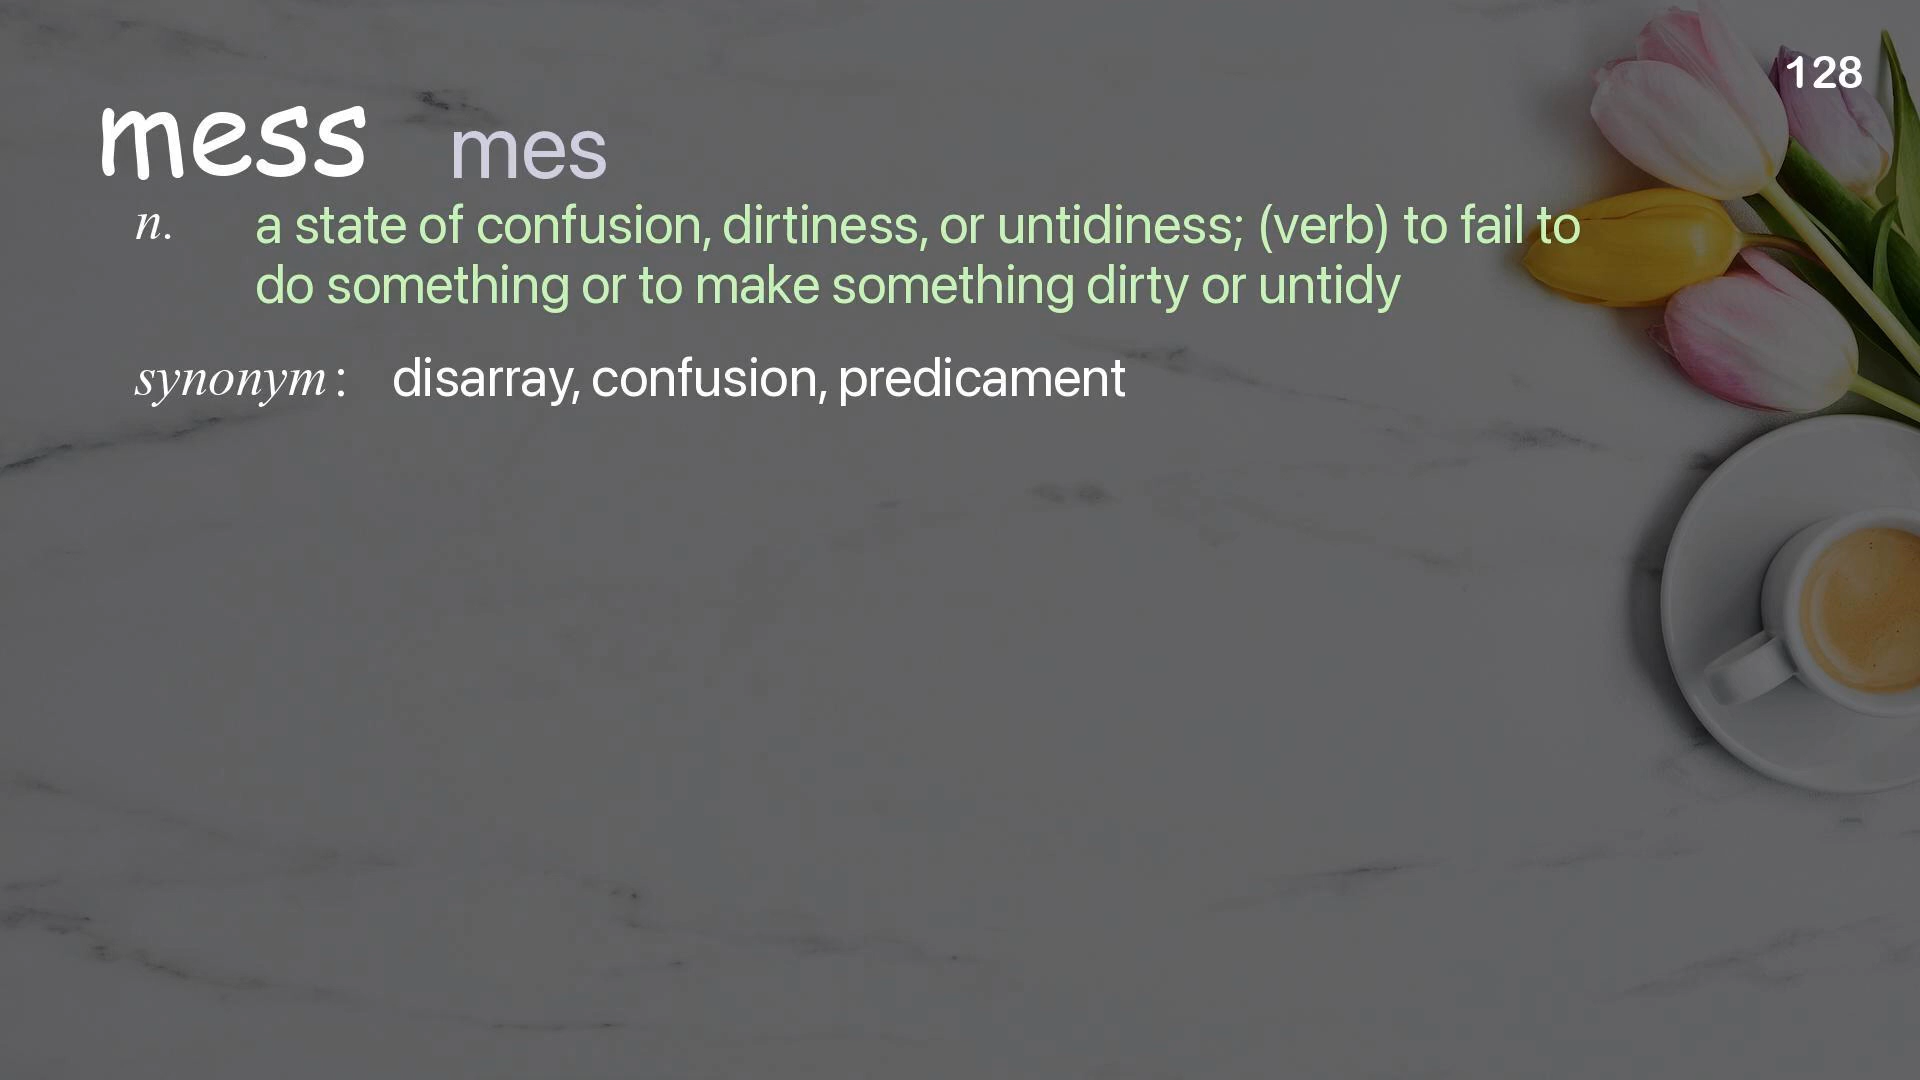 128
mess mes
n. a state of confusion, dirtiness, or untidiness; (verb) to fail to
do something or to make something dirty or untidy
synonym : disarray, confusion, predicament